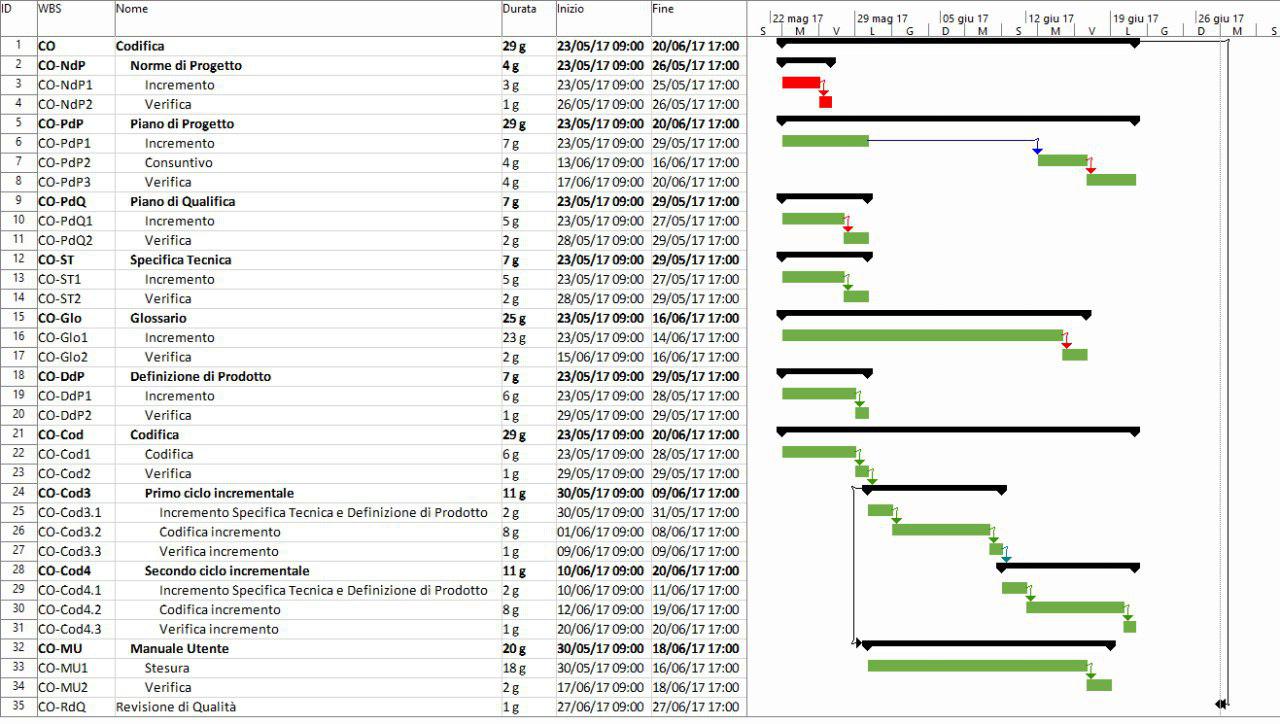 ID WBS Nome Durata Inizio Fine
22 mag 17 29 mag 17 05 giu 17 12 giu 17 19 giu 17 26 giu 17
S M V L G D M S M V L G D M S
1 CO Codifica 29 g 23/05/17 09:00 20/06/17 17:00
2 CO-NdP Norme di Progetto 4 g 23/05/17 09:00 26/05/17 17:00
3 CO-NdP1 Incremento 3 g 23/05/17 09:00 25/05/17 17:00
4 CO-NdP2 Verifica 1 g 26/05/17 09:00 26/05/17 17:00
5 CO-PdP Piano di Progetto 29 g 23/05/17 09:00 20/06/17 17:00
6 CO-PdP1 Incremento 7 g 23/05/17 09:00 29/05/17 17:00
7 CO-PdP2 Consuntivo 4 g 13/06/17 09:00 16/06/17 17:00
8 CO-PdP3 Verifica 4 g 17/06/17 09:00 20/06/17 17:00
9 CO-PdQ Piano di Qualifica 7 g 23/05/17 09:00 29/05/17 17:00
10 CO-PdQ1 Incremento 5 g 23/05/17 09:00 27/05/17 17:00
11 CO-PdQ2 Verifica 2 g 28/05/17 09:00 29/05/17 17:00
12 CO-ST Specifica Tecnica 7 g 23/05/17 09:00 29/05/17 17:00
13 CO-ST1 Incremento 5 g 23/05/17 09:00 27/05/17 17:00
14 CO-ST2 Verifica 2 g 28/05/17 09:00 29/05/17 17:00
15 CO-Glo Glossario 25 g 23/05/17 09:00 16/06/17 17:00
16 CO-Glo1 Incremento 23 g 23/05/17 09:00 14/06/17 17:00
17 CO-Glo2 Verifica 2 g 15/06/17 09:00 16/06/17 17:00
18 CO-DdP Definizione di Prodotto 7 g 23/05/17 09:00 29/05/17 17:00
19 CO-DdP1 Incremento 6 g 23/05/17 09:00 28/05/17 17:00
20 CO-DdP2 Verifica 1 g 29/05/17 09:00 29/05/17 17:00
21 CO-Cod Codifica 29 g 23/05/17 09:00 20/06/17 17:00
22 CO-Cod1 Codifica 6 g 23/05/17 09:00 28/05/17 17:00
23 CO-Cod2 Verifica 1 g 29/05/17 09:00 29/05/17 17:00
24 CO-Cod3 Primo ciclo incrementale 11 g 30/05/17 09:00 09/06/17 17:00
25 CO-Cod3.1 Incremento Specifica Tecnica e Definizione di Prodotto 2 g 30/05/17 09:00 31/05/17 17:00
26 CO-Cod3.2 Codifica incremento 8 g 01/06/17 09:00 08/06/17 17:00
27 CO-Cod3.3 Verifica incremento 1 g 09/06/17 09:00 09/06/17 17:00
28 CO-Cod4 Secondo ciclo incrementale 11 g 10/06/17 09:00 20/06/17 17:00
29 CO-Cod4.1 Incremento Specifica Tecnica e Definizione di Prodotto 2 g 10/06/17 09:00 11/06/17 17:00
30 CO-Cod4.2 Codifica incremento 8 g 12/06/17 09:00 19/06/17 17:00
31 CO-Cod4.3 Verifica incremento 1 g 20/06/17 09:00 20/06/17 17:00
32 CO-MU Manuale Utente 20 g 30/05/17 09:00 18/06/17 17:00
33 CO-MU1 Stesura 18 g 30/05/17 09:00 16/06/17 17:00
34 CO-MU2 Verifica 2 g 17/06/17 09:00 18/06/17 17:00
35 CO-RdQ Revisione di Qualità 1 g 27/06/17 09:00 27/06/17 17:00